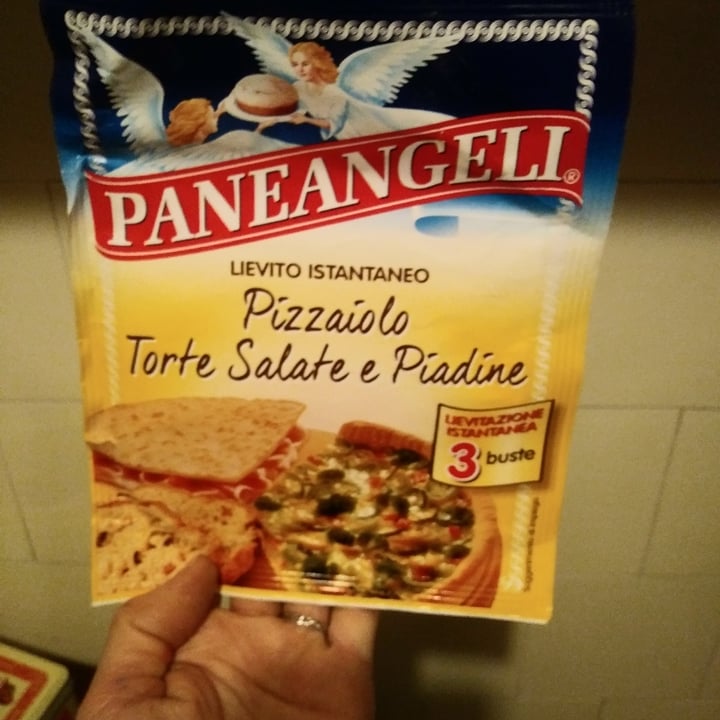 PANEANGELI®
LIEVITO ISTANTANEO
Pizzaiolo
Torte Salate e Piadine
LIEVITAZIONE
ISTANTANEA
3 buste